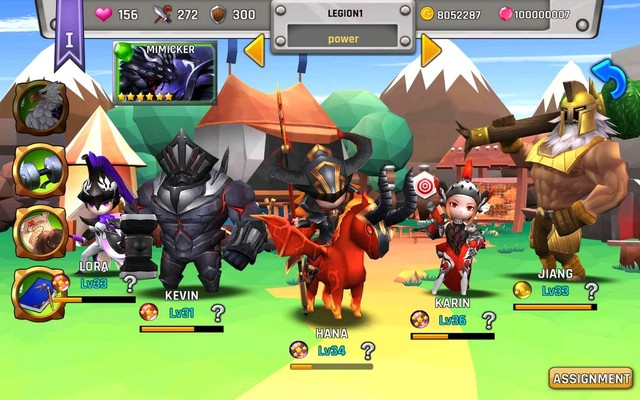 I
156
272
300
LEGION1
8052287
100000007
power
MIMICKER
LORA
Lv33
?
KEVIN
Lv31
?
HANA
Lv34
?
KARIN
Lv36
?
JIANG
Lv33
?
ASSIGNMENT